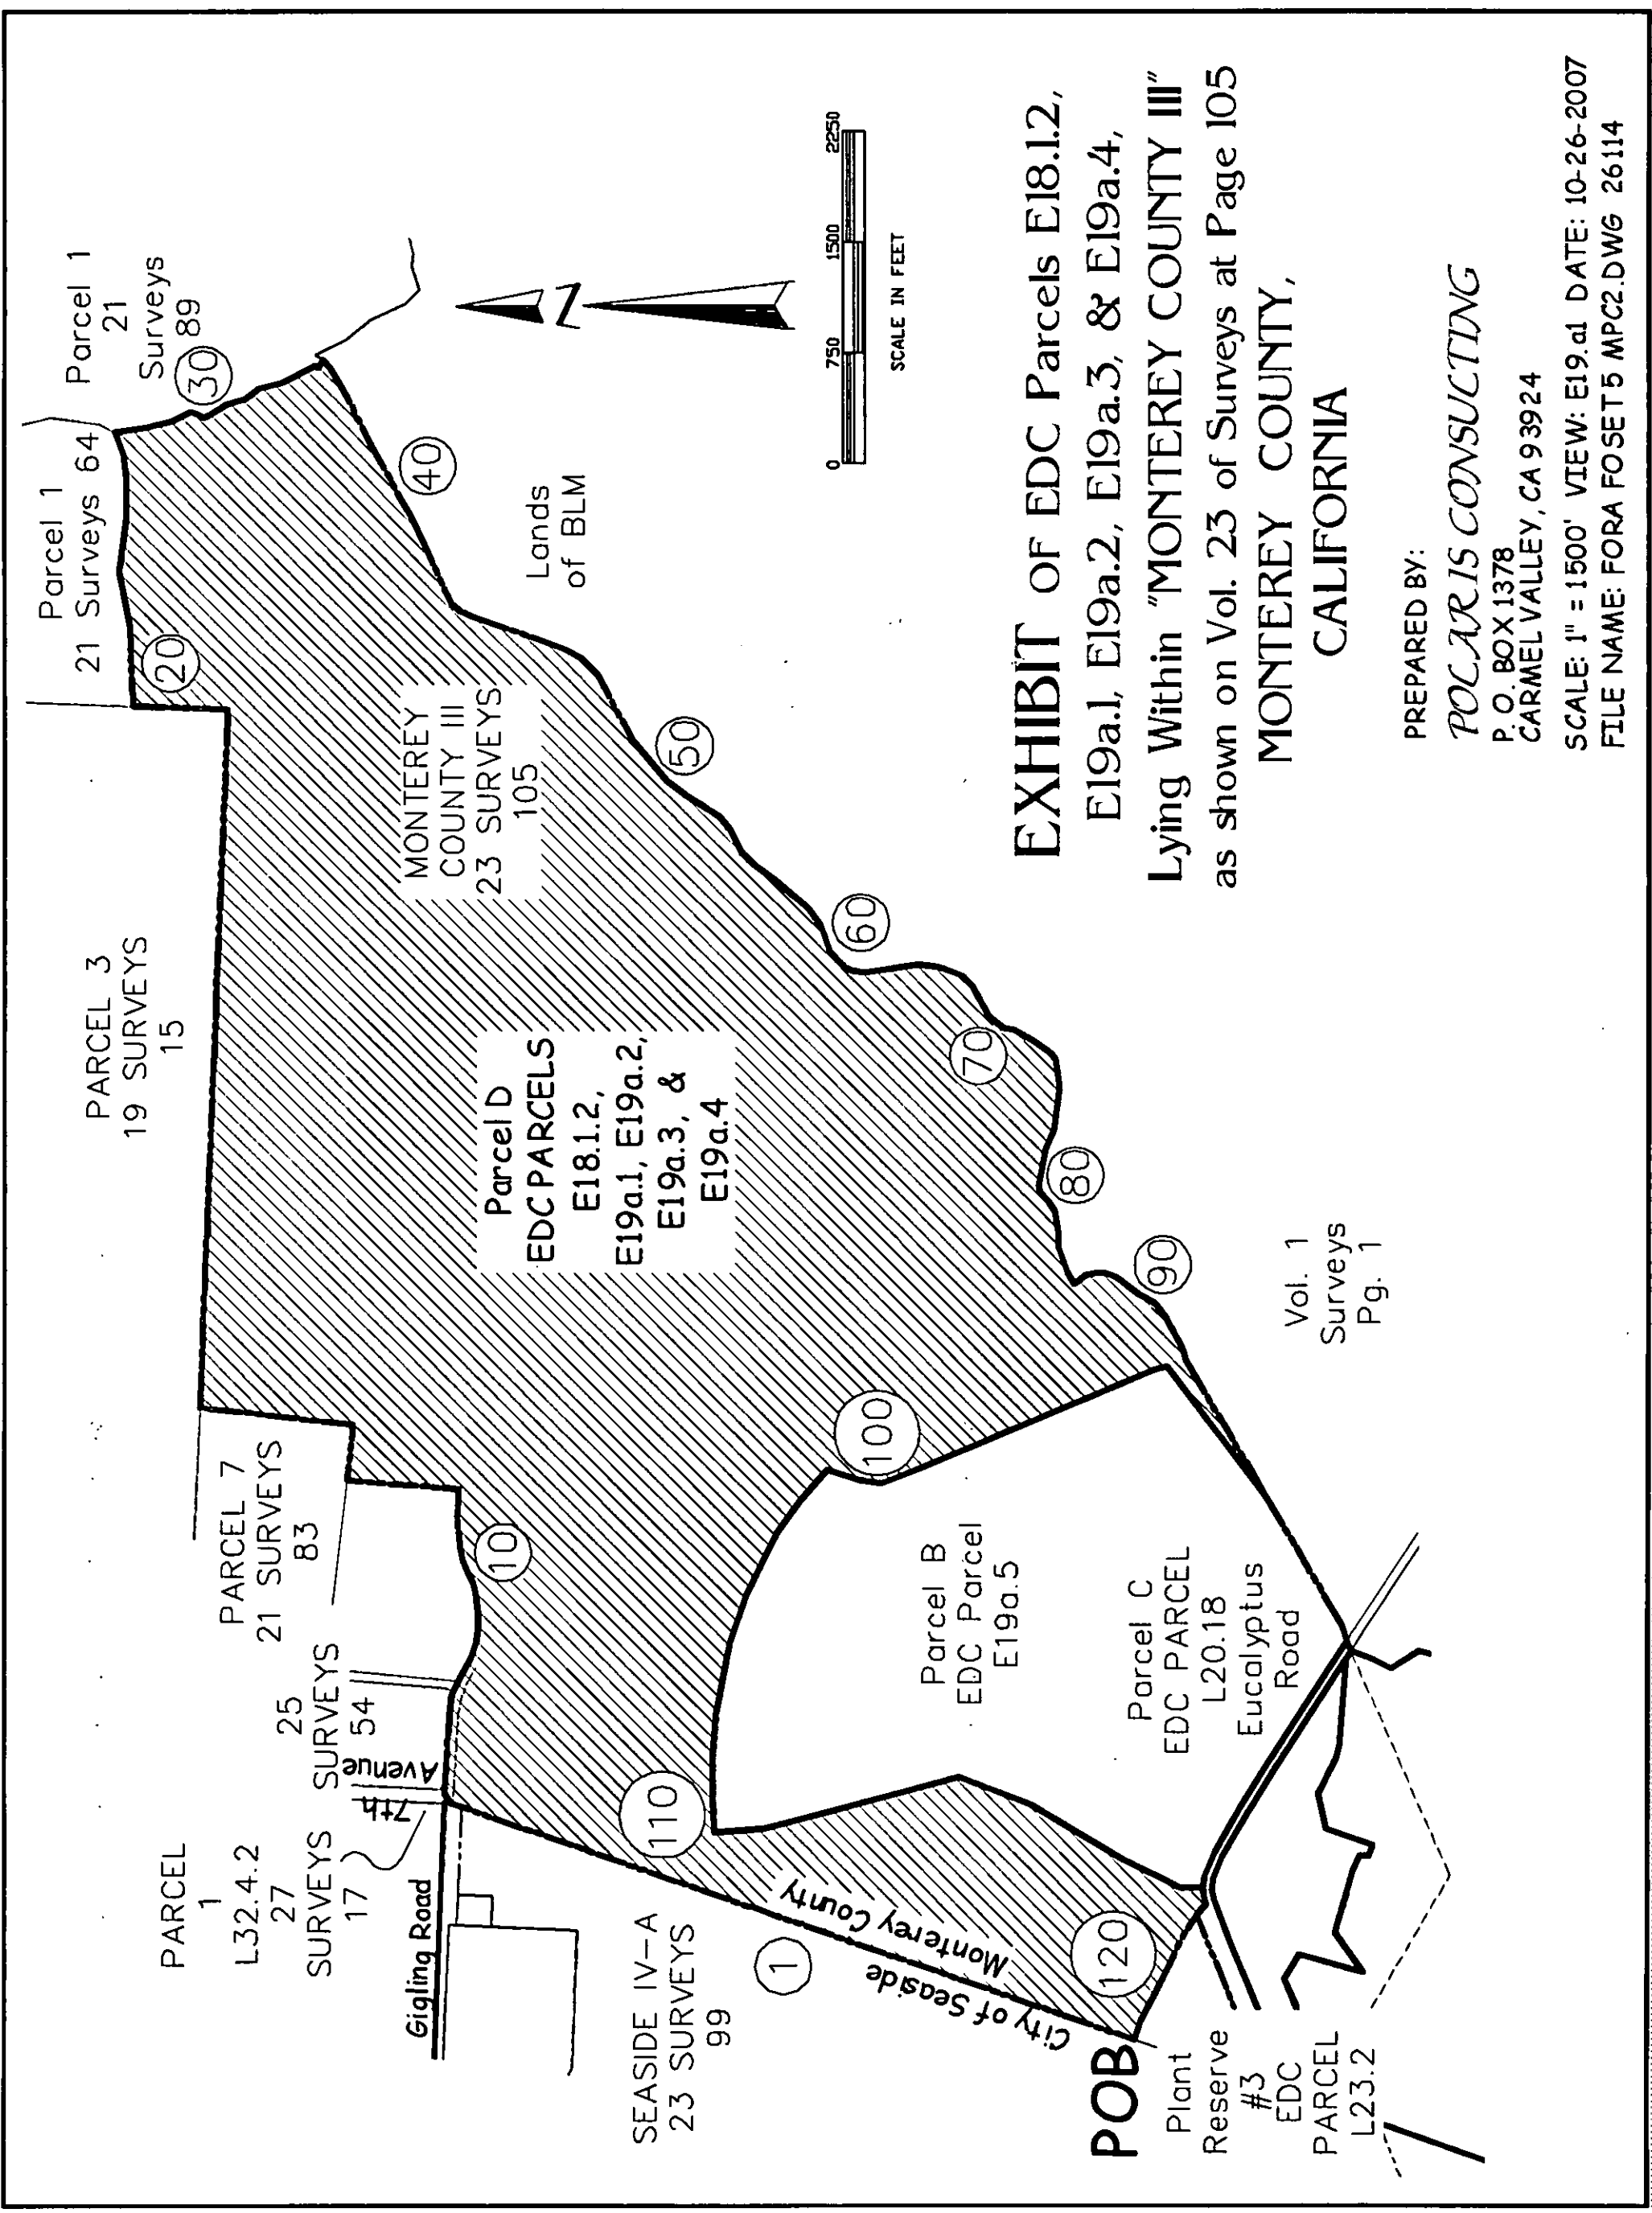 PARCEL
1
L32.4.2
27
SURVEYS
17
7th
Avenue
25
SURVEYS
54
PARCEL 7
21 SURVEYS
83
PARCEL 3
19 SURVEYS
15
Parcel 1
21 Surveys 64
Parcel 1
21
Surveys
89
Gigling Road
SEASIDE IV-A
23 SURVEYS
99
City of Seaside
Monterey County
1
10
20
30
40
50
60
70
80
90
100
110
120
MONTEREY
COUNTY III
23 SURVEYS
105
Parcel D
EDC PARCELS
E18.1.2,
E19a.1, E19a.2,
E19a.3, &
E19a.4
Lands
of BLM
N
0 750 1500 2250
SCALE IN FEET
Parcel B
EDC Parcel
E19a.5
Parcel C
EDC PARCEL
L20.18
Eucalyptus
Road
POB
Plant
Reserve
#3
EDC
PARCEL
L23.2
Vol. 1
Surveys
Pg. 1
EXHIBIT OF EDC Parcels E18.1.2,
E19a.1, E19a.2, E19a.3, & E19a.4,
Lying Within "MONTEREY COUNTY III"
as shown on Vol. 23 of Surveys at Page 105
MONTEREY COUNTY,
CALIFORNIA
PREPARED BY:
POLARIS CONSULTING
P.O. BOX 1378
CARMEL VALLEY, CA 93924
SCALE: 1" = 1500' VIEW: E19.a1 DATE: 10-26-2007
FILE NAME: FORA FOSET5 MPC2.DWG 26114